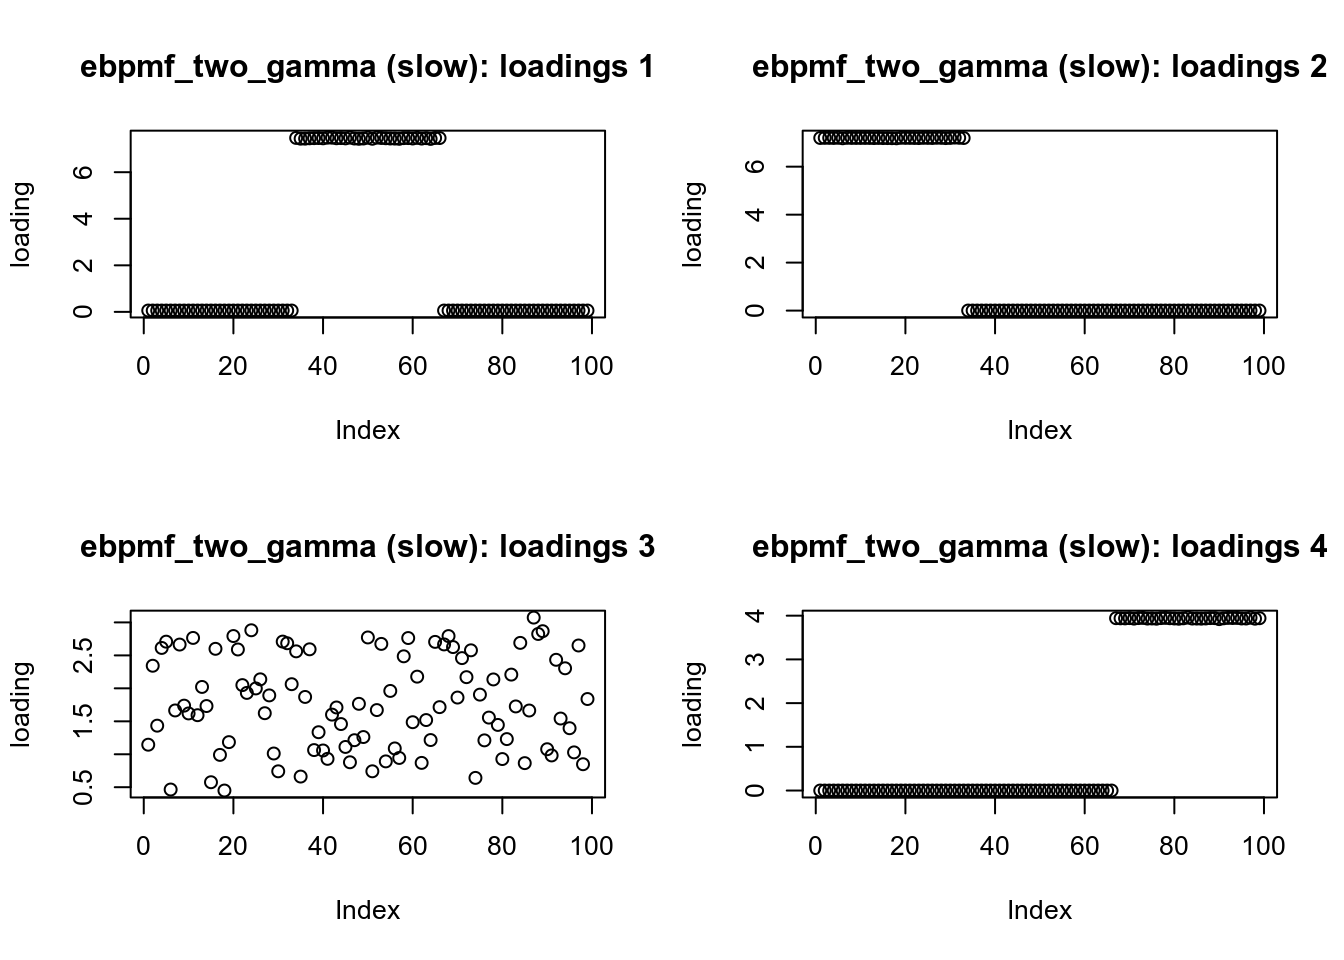 ebpmf_two_gamma (slow): loadings 1
loading
0 2 4 6
0 20 40 60 80 100
Index
ebpmf_two_gamma (slow): loadings 2
loading
0 2 4 6
0 20 40 60 80 100
Index
ebpmf_two_gamma (slow): loadings 3
loading
0.5 1.5 2.5
0 20 40 60 80 100
Index
ebpmf_two_gamma (slow): loadings 4
loading
0 1 2 3 4
0 20 40 60 80 100
Index